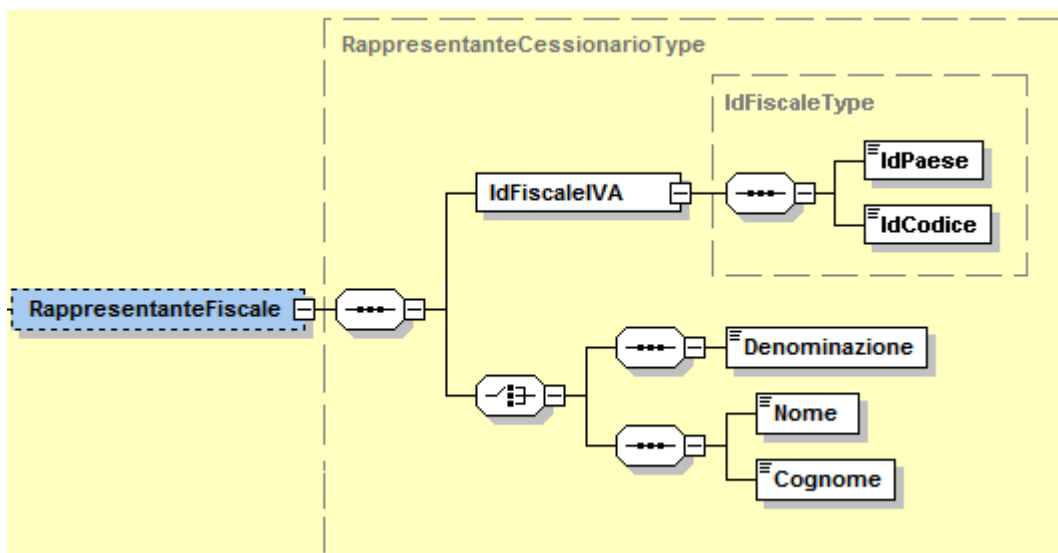 RappresentanteCessionarioType
IdFiscaleType
IdPaese
IdFiscaleIVA
IdCodice
RappresentanteFiscale
Denominazione
Nome
Cognome